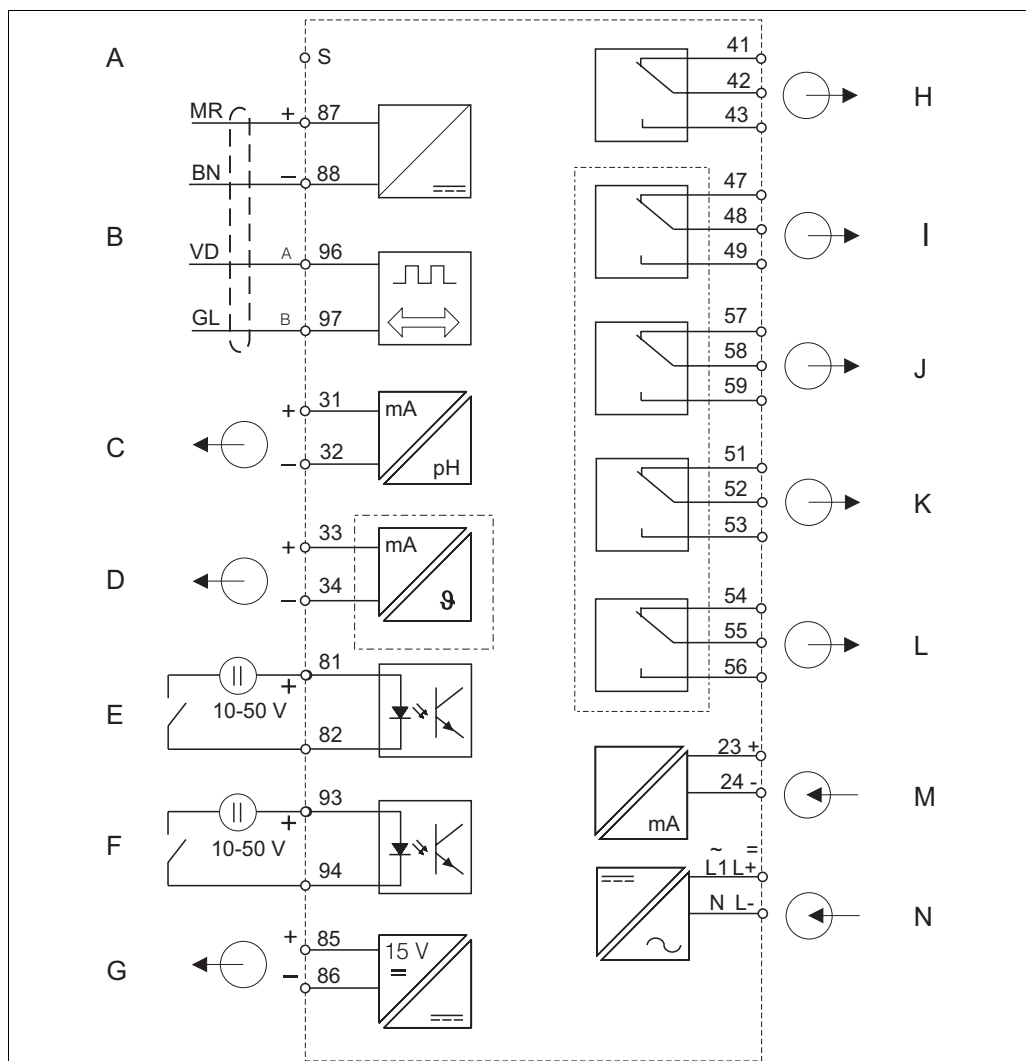 A
S
MR + 87
BN – 88
B
VD A 96
GL B 97
C
+ 31
– 32
mA
pH
D
+ 33
– 34
mA
ϑ
E
10-50 V
+ 81
82
F
10-50 V
+ 93
94
G
+ 85
– 86
15 V
41
42
43
H
47
48
49
I
57
58
59
J
51
52
53
K
54
55
56
L
23 +
24 -
mA
M
~ =
L1 L+
N L-
N